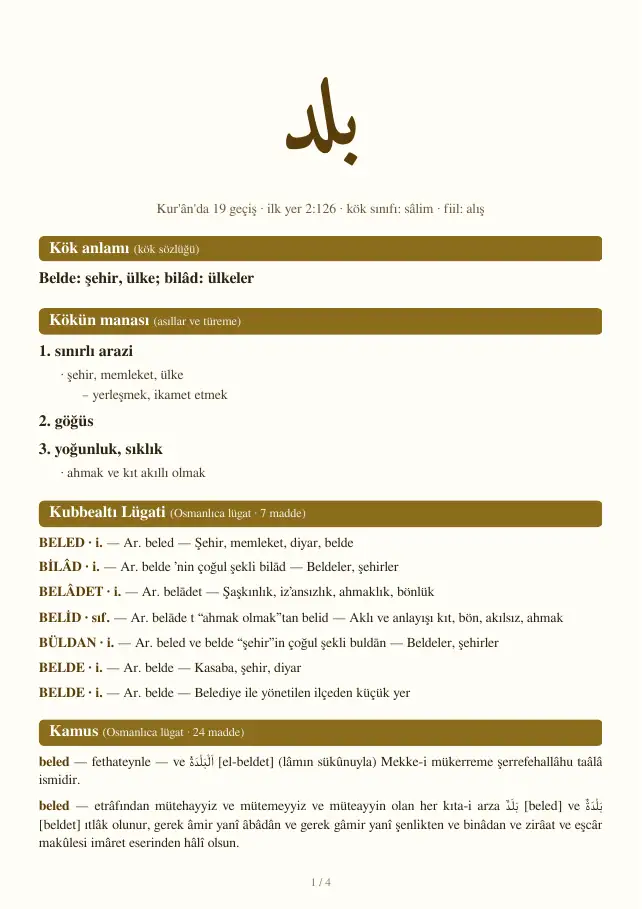 بلد
Kur'ân'da 19 geçiş · ilk yer 2:126 · kök sınıfı: sâlim · fiil: alış
Kök anlamı (kök sözlüğü)
Belde: şehir, ülke; bilâd: ülkeler
Kökün manası (asıllar ve türeme)
1. sınırlı arazi
· şehir, memleket, ülke
– yerleşmek, ikamet etmek
2. göğüs
3. yoğunluk, sıklık
· ahmak ve kıt akıllı olmak
Kubbealtı Lügati (Osmanlıca lügat · 7 madde)
BELED · i. — Ar. beled — Şehir, memleket, diyar, belde
BİLÂD · i. — Ar. belde 'nin çoğul şekli bilād — Beldeler, şehirler
BELÂDET · i. — Ar. belādet — Şaşkınlık, iz'ansızlık, ahmaklık, bönlük
BELİD · sıf. — Ar. belāde t “ahmak olmak”tan belid — Aklı ve anlayışı kıt, bön, akılsız, ahmak
BÜLDAN · i. — Ar. beled ve belde “şehir”in çoğul şekli buldān — Beldeler, şehirler
BELDE · i. — Ar. belde — Kasaba, şehir, diyar
BELDE · i. — Ar. belde — Belediye ile yönetilen ilçeden küçük yer
Kamus (Osmanlıca lügat · 24 madde)
beled — fethateynle — ve اَلْبَلْدَةُ [el-beldet] (lâmın sükûnuyla) Mekke-i mükerreme şerrefehallâhu taâlâ
ismidir.
beled — etrâfından mütehayyiz ve mütemeyyiz ve müteayyin olan her kıta-i arza بَلَدٌ [beled] ve بَلْدَةٌ
[beldet] ıtlâk olunur, gerek âmir yanî âbâdân ve gerek gâmir yanî şenlikten ve binâdan ve zirâat ve eşcâr
makûlesi imâret eserinden hâlî olsun.
1 / 4